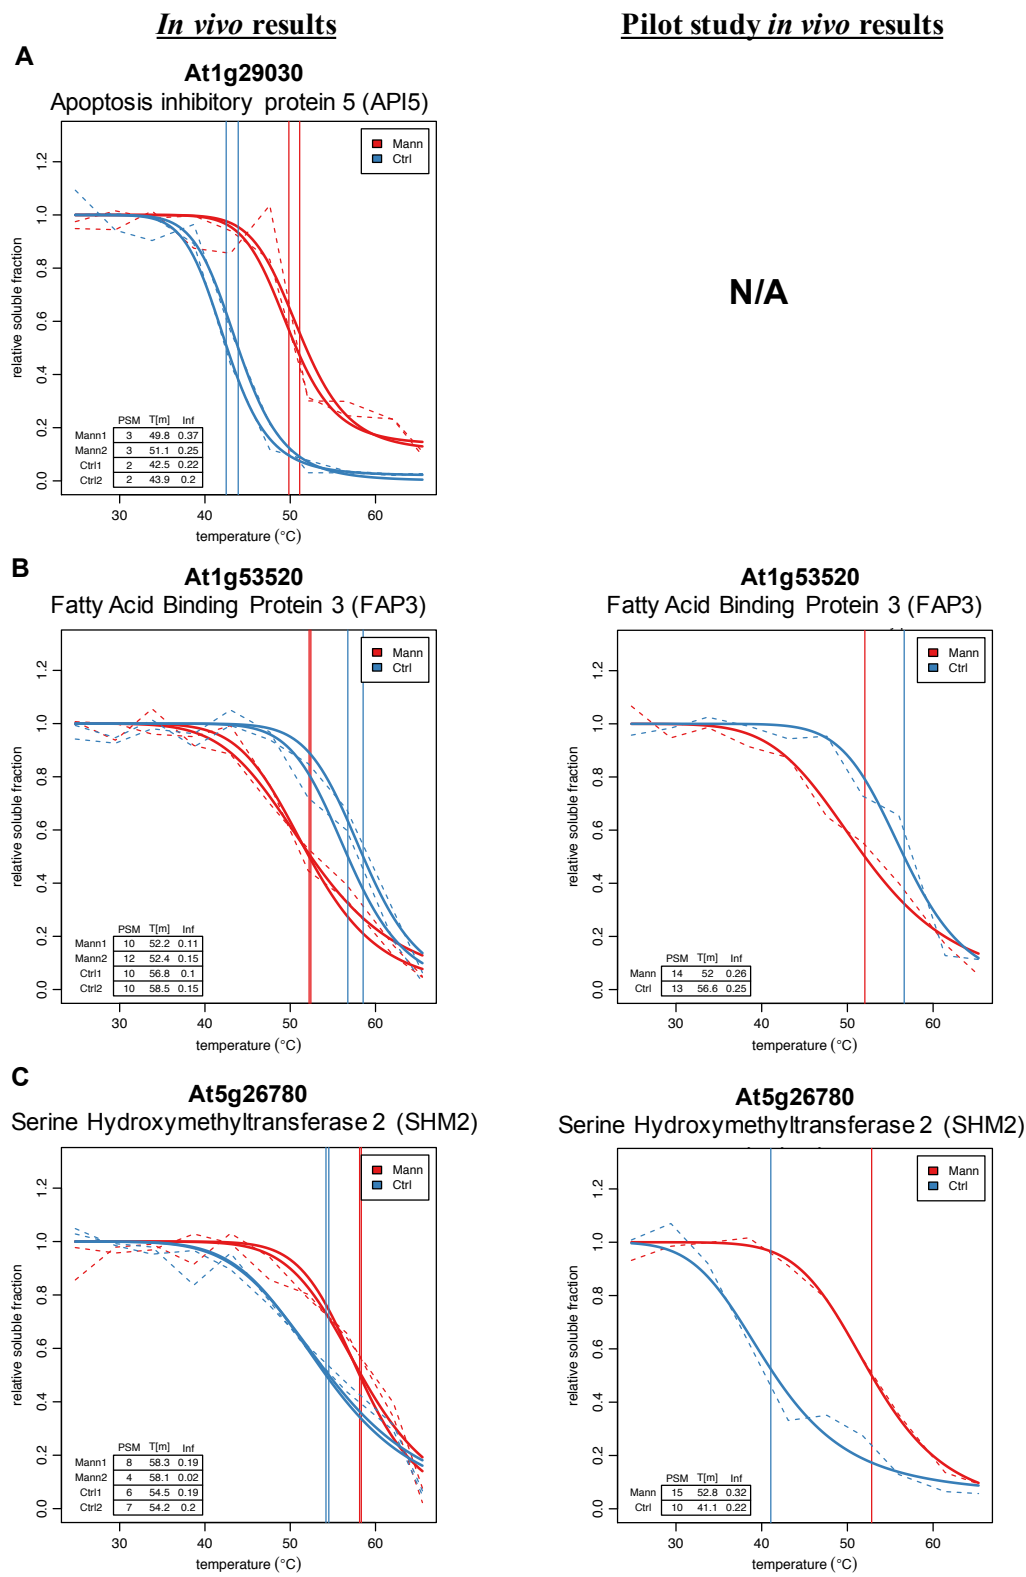 In vivo results
Pilot study in vivo results
A
At1g29030
Apoptosis inhibitory protein 5 (API5)
Mann
Ctrl
relative soluble fraction
0.0 0.2 0.4 0.6 0.8 1.0 1.2
PSM T[m] Inf
Mann1 3 49.8 0.37
Mann2 3 51.1 0.25
Ctrl1 2 42.5 0.22
Ctrl2 2 43.9 0.2
30 40 50 60
temperature (°C)
N/A
B
At1g53520
Fatty Acid Binding Protein 3 (FAP3)
Mann
Ctrl
relative soluble fraction
0.0 0.2 0.4 0.6 0.8 1.0 1.2
PSM T[m] Inf
Mann1 10 52.2 0.11
Mann2 12 52.4 0.15
Ctrl1 10 56.8 0.1
Ctrl2 10 58.5 0.15
30 40 50 60
temperature (°C)
At1g53520
Fatty Acid Binding Protein 3 (FAP3)
Mann
Ctrl
relative soluble fraction
0.0 0.2 0.4 0.6 0.8 1.0 1.2
PSM T[m] Inf
Mann 14 52 0.26
Ctrl 13 56.6 0.25
30 40 50 60
temperature (°C)
C
At5g26780
Serine Hydroxymethyltransferase 2 (SHM2)
Mann
Ctrl
relative soluble fraction
0.0 0.2 0.4 0.6 0.8 1.0 1.2
PSM T[m] Inf
Mann1 8 58.3 0.19
Mann2 4 58.1 0.02
Ctrl1 6 54.5 0.19
Ctrl2 7 54.2 0.2
30 40 50 60
temperature (°C)
At5g26780
Serine Hydroxymethyltransferase 2 (SHM2)
Mann
Ctrl
relative soluble fraction
0.0 0.2 0.4 0.6 0.8 1.0 1.2
PSM T[m] Inf
Mann 15 52.8 0.32
Ctrl 10 41.1 0.22
30 40 50 60
temperature (°C)